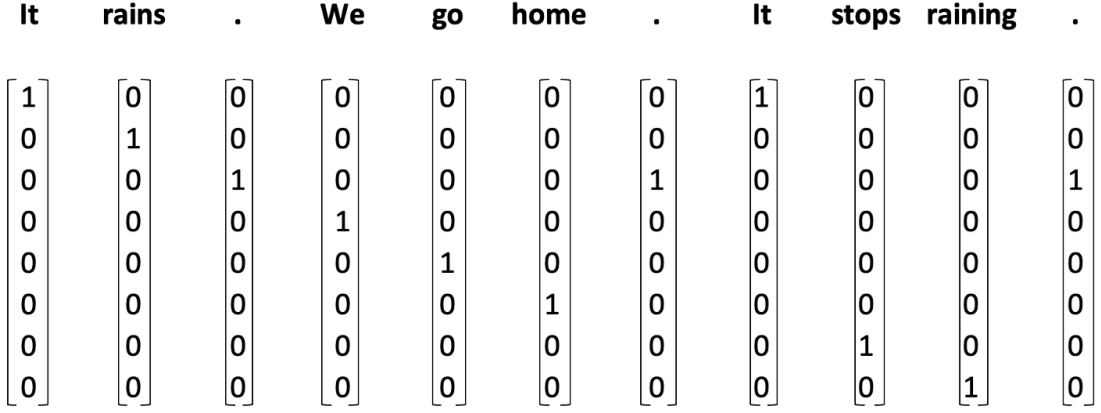 It rains . We go home . It stops raining .
1 0 0 0 0 0 0 1 0 0 0
0 1 0 0 0 0 0 0 0 0 0
0 0 1 0 0 0 1 0 0 0 1
0 0 0 1 0 0 0 0 0 0 0
0 0 0 0 1 0 0 0 0 0 0
0 0 0 0 0 1 0 0 0 0 0
0 0 0 0 0 0 0 0 1 0 0
0 0 0 0 0 0 0 0 0 1 0